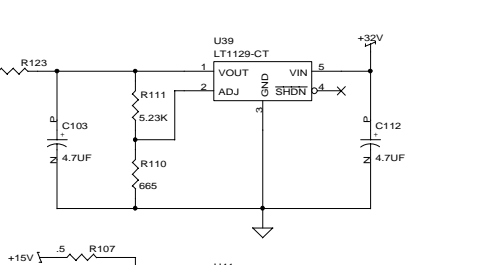 +32V
U39
LT1129-CT
R123
1 VOUT VIN 5
2 ADJ GND SHDN 4
3
R111
5.23K
P
C103
+
4.7UF
N
P
C112
+
4.7UF
N
R110
665
+15V .5 R107